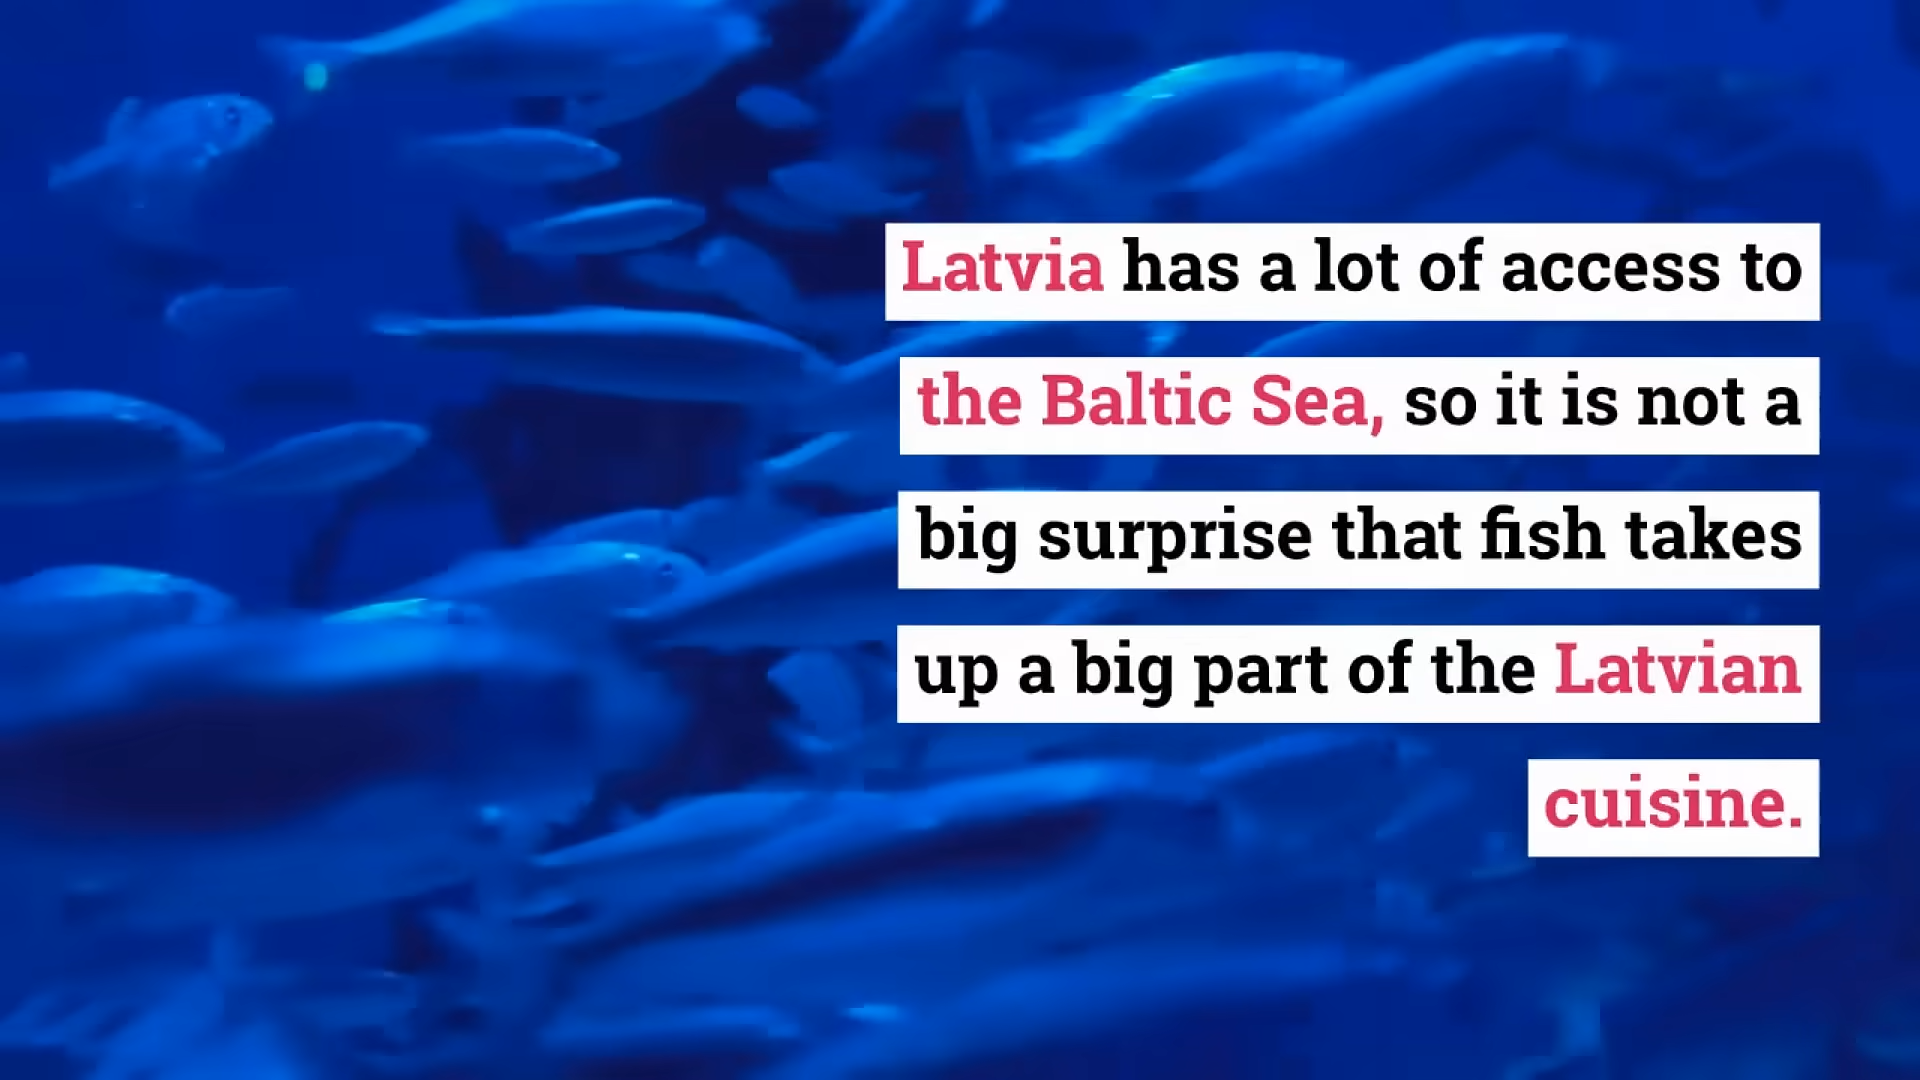 Latvia has a lot of access to
the Baltic Sea, so it is not a
big surprise that fish takes
up a big part of the Latvian
cuisine.